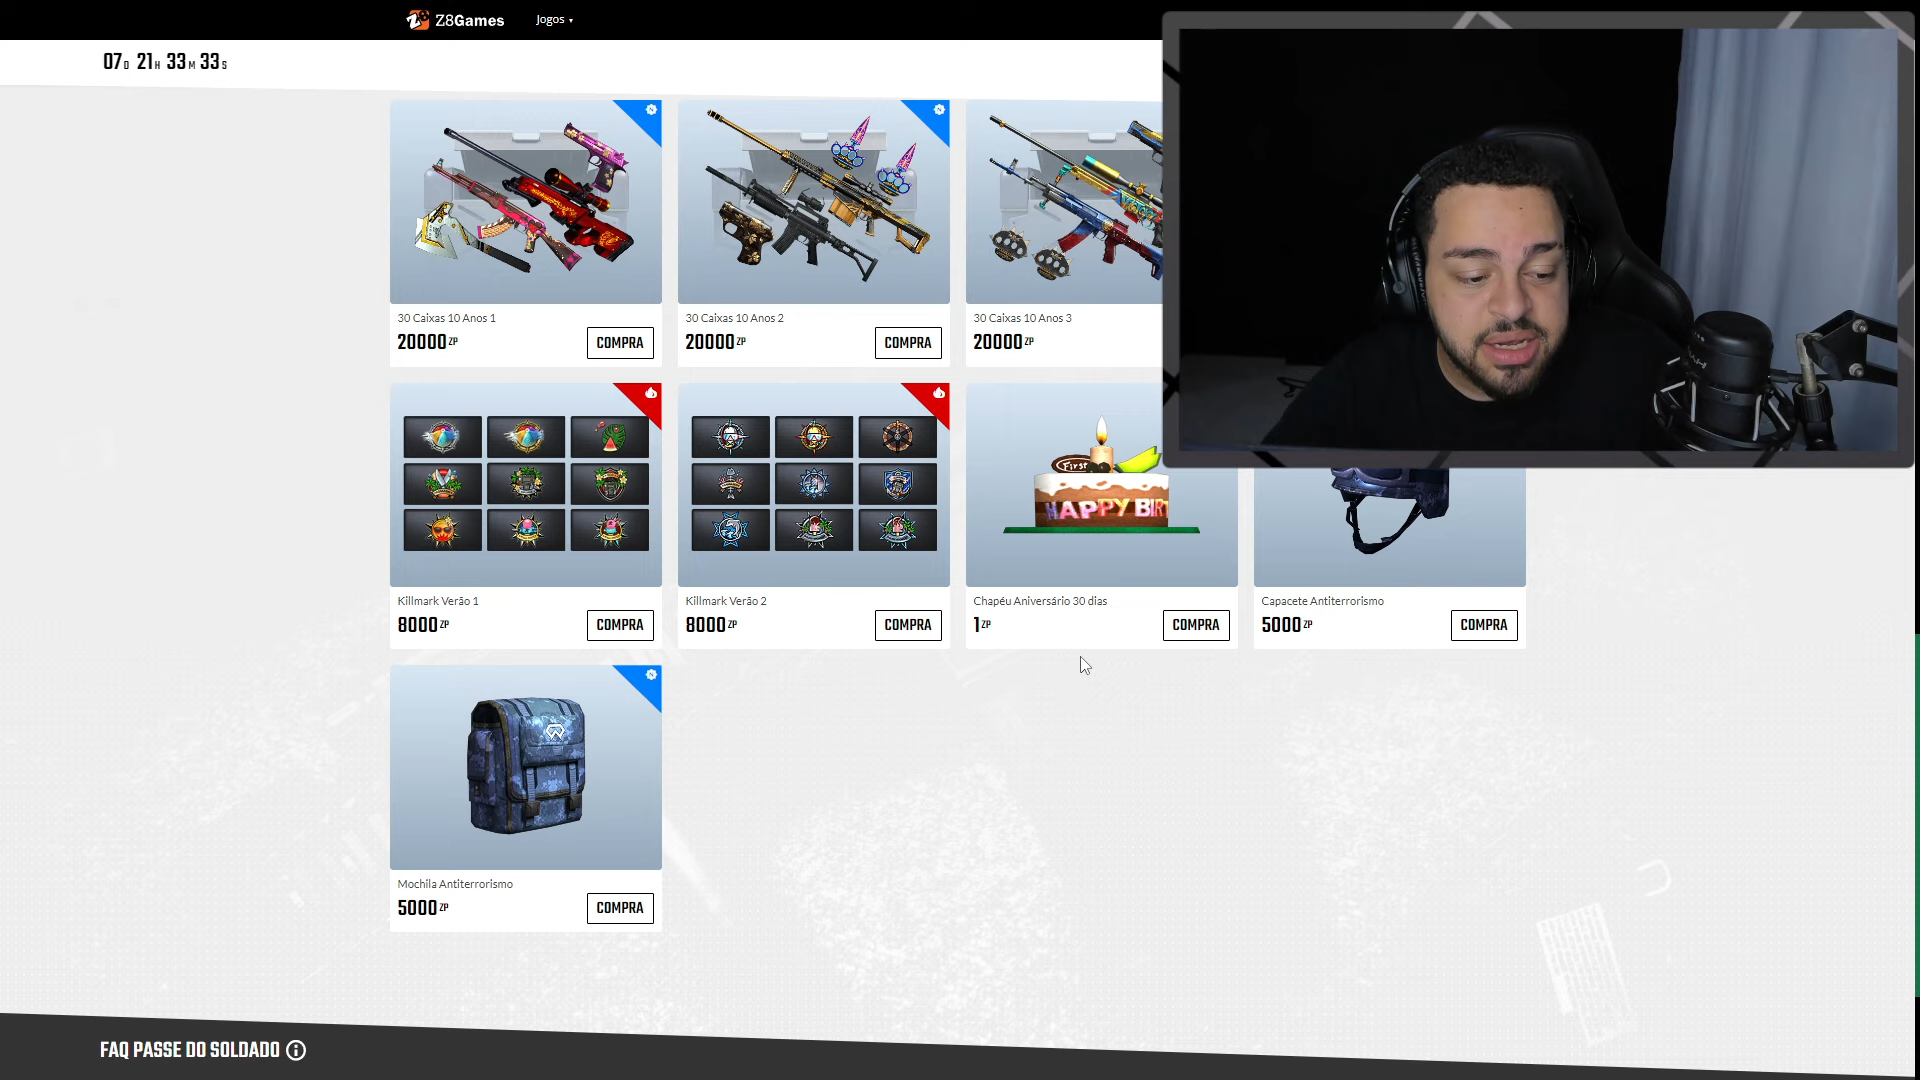 Z8Games
Jogos
07D 21H 33M 33S
30 Caixas 10 Anos 1
20000 ZP
COMPRA
30 Caixas 10 Anos 2
20000 ZP
COMPRA
30 Caixas 10 Anos 3
20000 ZP
Killmark Verão 1
8000 ZP
COMPRA
Killmark Verão 2
8000 ZP
COMPRA
First
HAPPY BIRT
Chapéu Aniversário 30 dias
1 ZP
COMPRA
Capacete Antiterrorismo
5000 ZP
COMPRA
Mochila Antiterrorismo
5000 ZP
COMPRA
FAQ PASSE DO SOLDADO